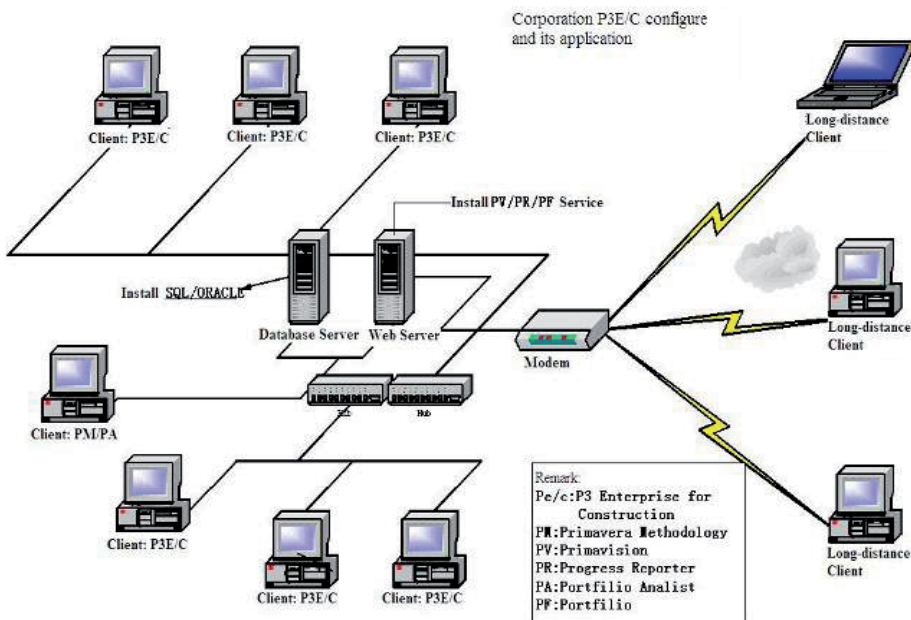 Corporation P3E/C configure
and its application
Client: P3E/C
Client: P3E/C
Client: P3E/C
Long-distance
Client
Install PV/PR/PF Service
Install SQL/ORACLE
Database Server
Web Server
Modem
Long-distance
Client
Hub
Client: PM/PA
Client: P3E/C
Client: P3E/C
Client: P3E/C
Long-distance
Client
Remark:
Pe/c:P3 Enterprise for
Construction
PM:Primavera Methodology
PV:Primavision
PR:Progress Reporter
PA:Portfilio Analist
PF:Portfilio